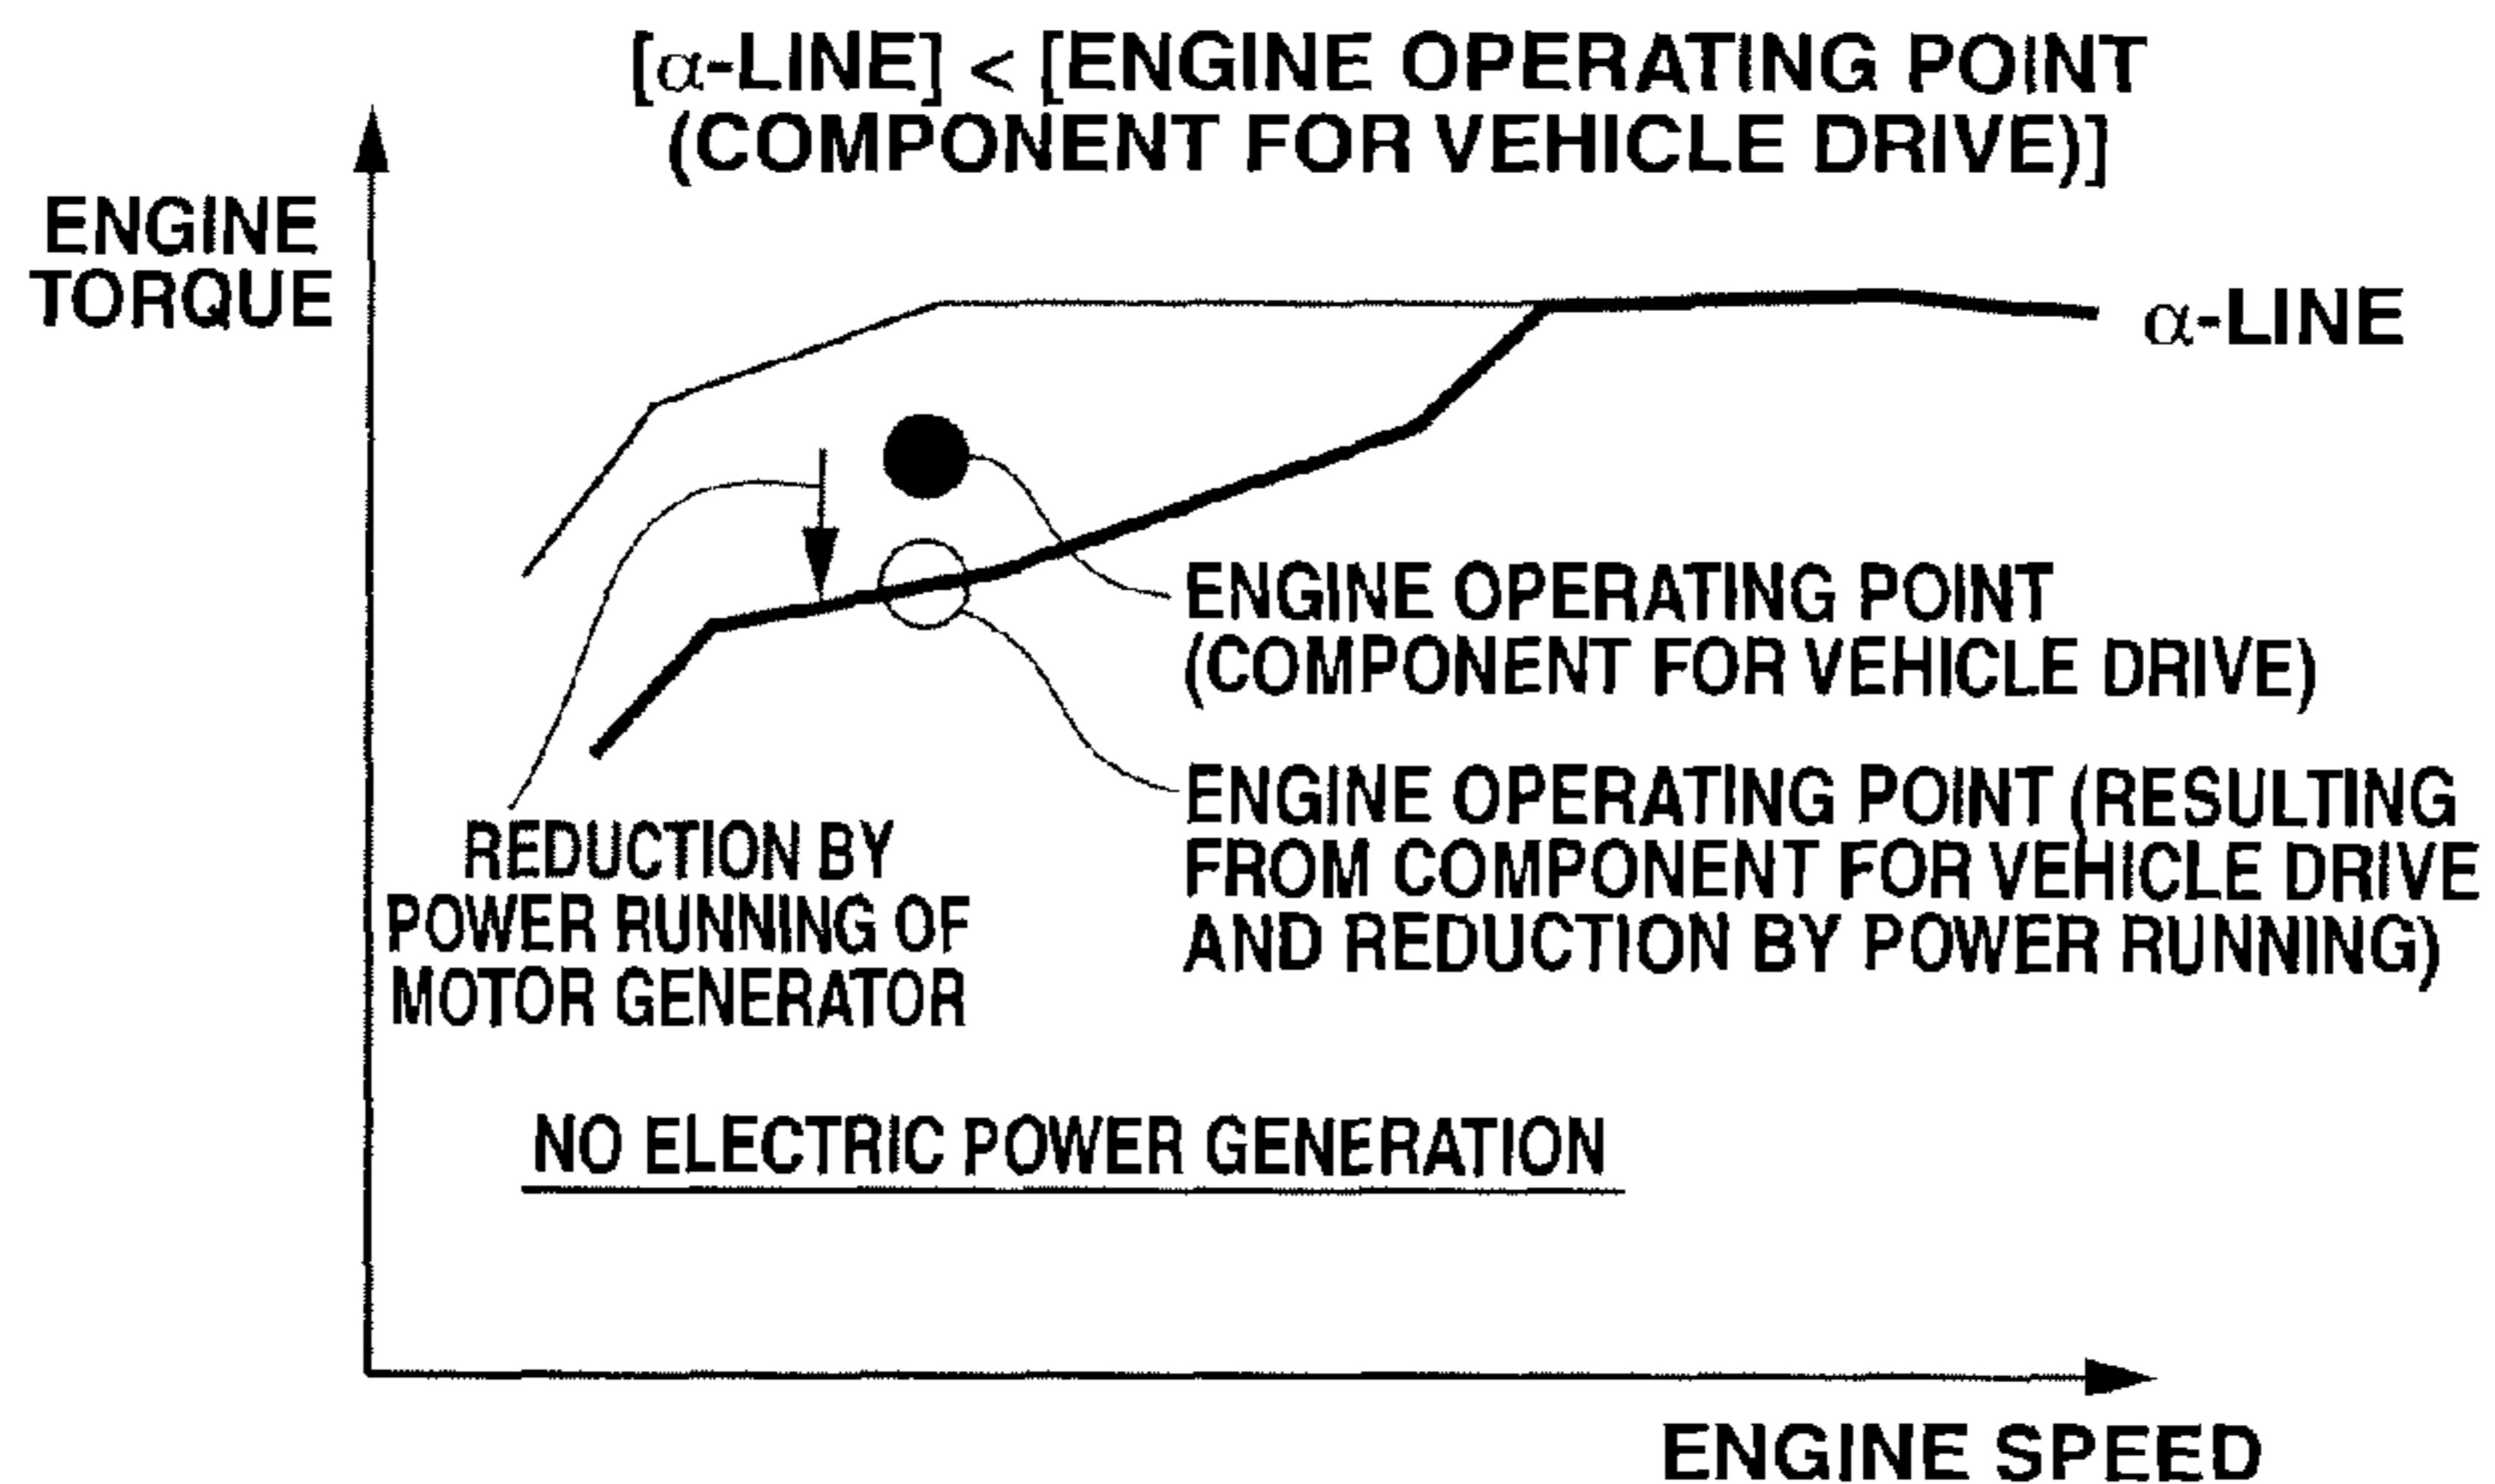 [α-LINE] < [ENGINE OPERATING POINT
(COMPONENT FOR VEHICLE DRIVE)]
ENGINE
TORQUE
α-LINE
ENGINE OPERATING POINT
(COMPONENT FOR VEHICLE DRIVE)
ENGINE OPERATING POINT (RESULTING
FROM COMPONENT FOR VEHICLE DRIVE
AND REDUCTION BY POWER RUNNING)
REDUCTION BY
POWER RUNNING OF
MOTOR GENERATOR
NO ELECTRIC POWER GENERATION
ENGINE SPEED